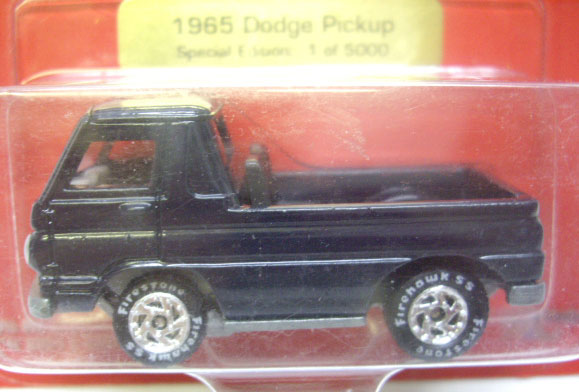 1965 Dodge Pickup
Special Edition: 1 of 5000
Firestone
Firehawk SS
Firehawk SS
Firestone